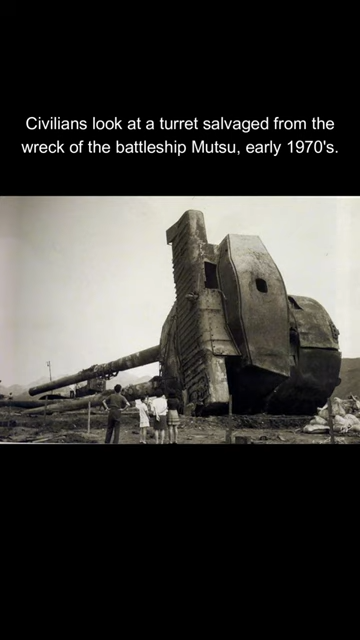 Civilians look at a turret salvaged from the
wreck of the battleship Mutsu, early 1970's.